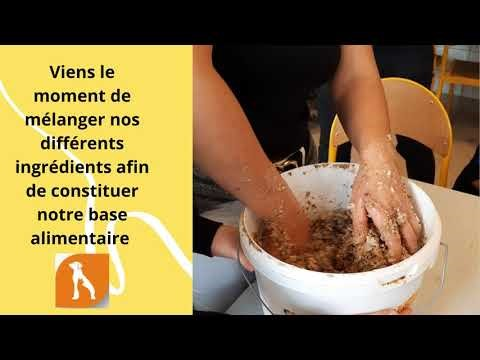 Viens le
moment de
mélanger nos
différents
ingrédients afin
de constituer
notre base
alimentaire